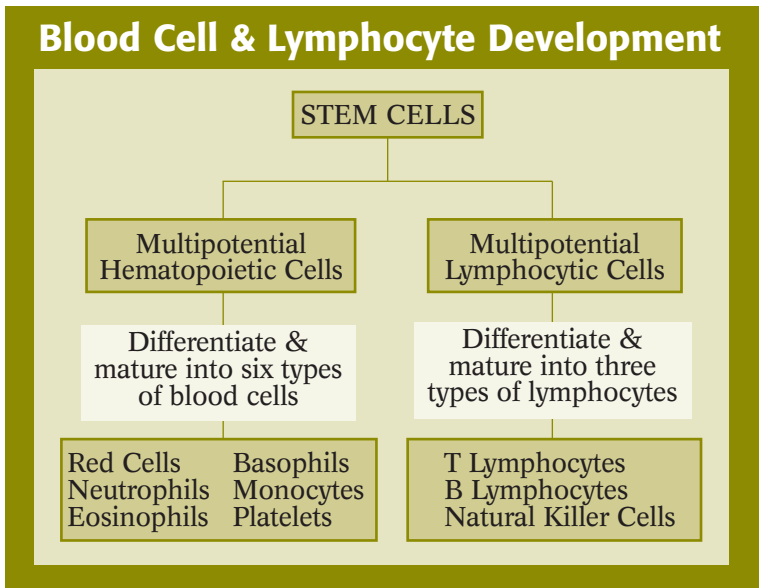 Blood Cell & Lymphocyte Development
STEM CELLS
Multipotential
Hematopoietic Cells
Differentiate &
mature into six types
of blood cells
Red Cells
Neutrophils
Eosinophils
Basophils
Monocytes
Platelets
Multipotential
Lymphocytic Cells
Differentiate &
mature into three
types of lymphocytes
T Lymphocytes
B Lymphocytes
Natural Killer Cells